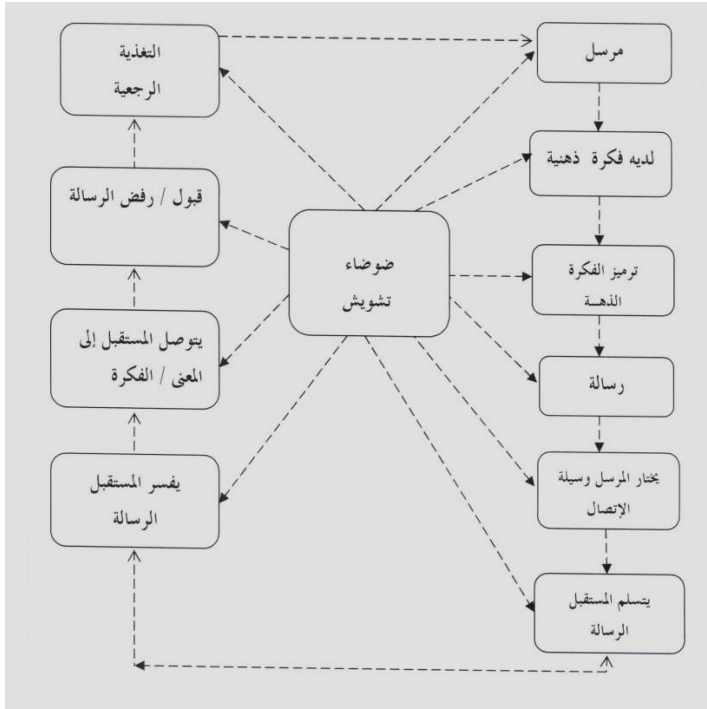 مرسل
لديه فكرة ذهنية
ترميز الفكرة
الذهسة
رسالة
يختار المرسل وسيلة
الإتصال
يتسلم المستقبل
الرسالة
يفسر المستقبل
الرسالة
يتوصل المستقبل إلى
المعنى / الفكرة
قبول / رفض الرسالة
التغذية
الرجعية
ضوضاء
تشويش